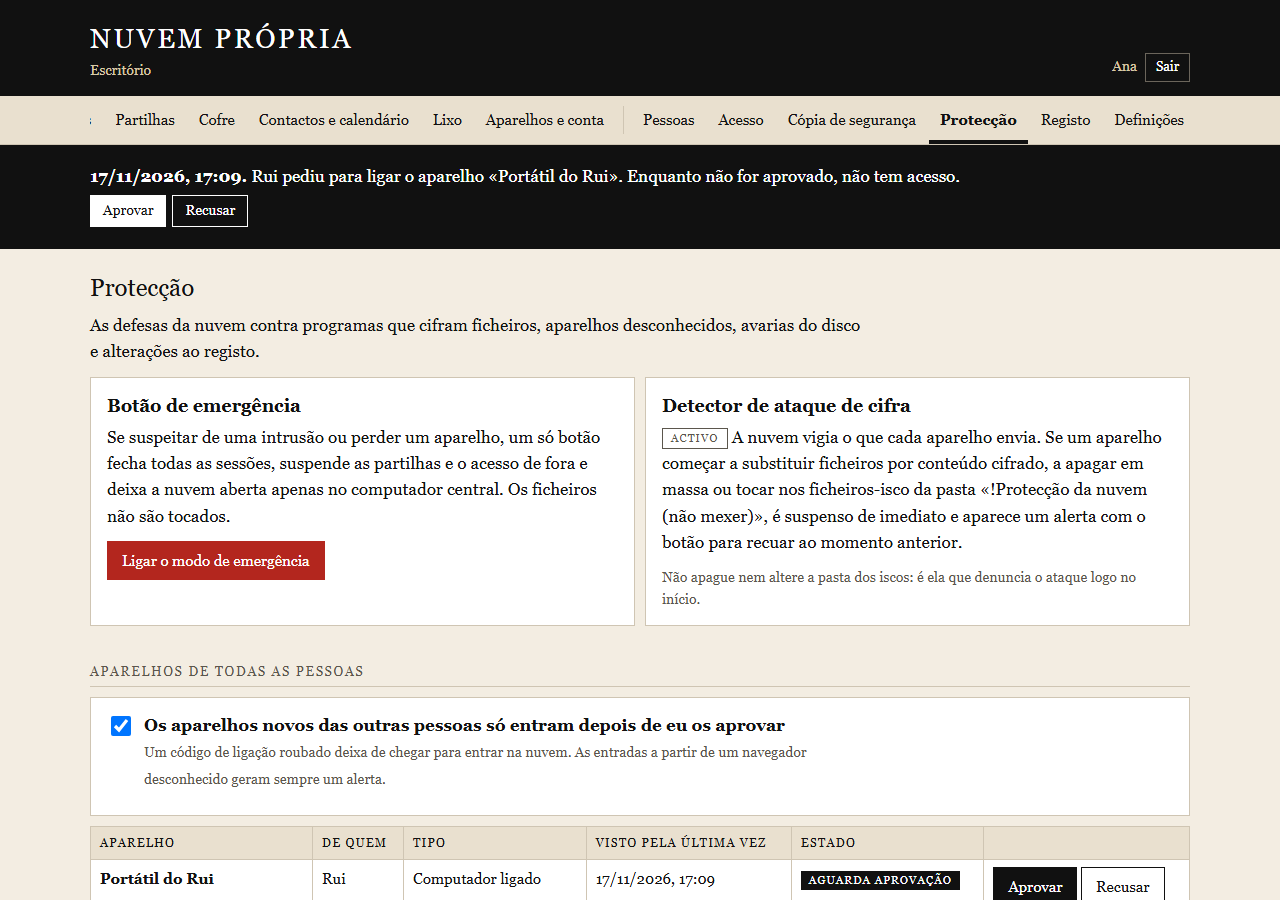 NUVEM PRÓPRIA
Escritório
Ana
Sair
Partilhas
Cofre
Contactos e calendário
Lixo
Aparelhos e conta
Pessoas
Acesso
Cópia de segurança
Protecção
Registo
Definições
17/11/2026, 17:09. Rui pediu para ligar o aparelho «Portátil do Rui». Enquanto não for aprovado, não tem acesso.
Aprovar
Recusar
Protecção
As defesas da nuvem contra programas que cifram ficheiros, aparelhos desconhecidos, avarias do disco
e alterações ao registo.
Botão de emergência
Se suspeitar de uma intrusão ou perder um aparelho, um só botão
fecha todas as sessões, suspende as partilhas e o acesso de fora e
deixa a nuvem aberta apenas no computador central. Os ficheiros
não são tocados.
Ligar o modo de emergência
Detector de ataque de cifra
ACTIVO A nuvem vigia o que cada aparelho envia. Se um aparelho
começar a substituir ficheiros por conteúdo cifrado, a apagar em
massa ou tocar nos ficheiros-isco da pasta «!Protecção da nuvem
(não mexer)», é suspenso de imediato e aparece um alerta com o
botão para recuar ao momento anterior.
Não apague nem altere a pasta dos iscos: é ela que denuncia o ataque logo no
início.
APARELHOS DE TODAS AS PESSOAS
Os aparelhos novos das outras pessoas só entram depois de eu os aprovar
Um código de ligação roubado deixa de chegar para entrar na nuvem. As entradas a partir de um navegador
desconhecido geram sempre um alerta.
APARELHO
DE QUEM
TIPO
VISTO PELA ÚLTIMA VEZ
ESTADO
Portátil do Rui
Rui
Computador ligado
17/11/2026, 17:09
AGUARDA APROVAÇÃO
Aprovar
Recusar